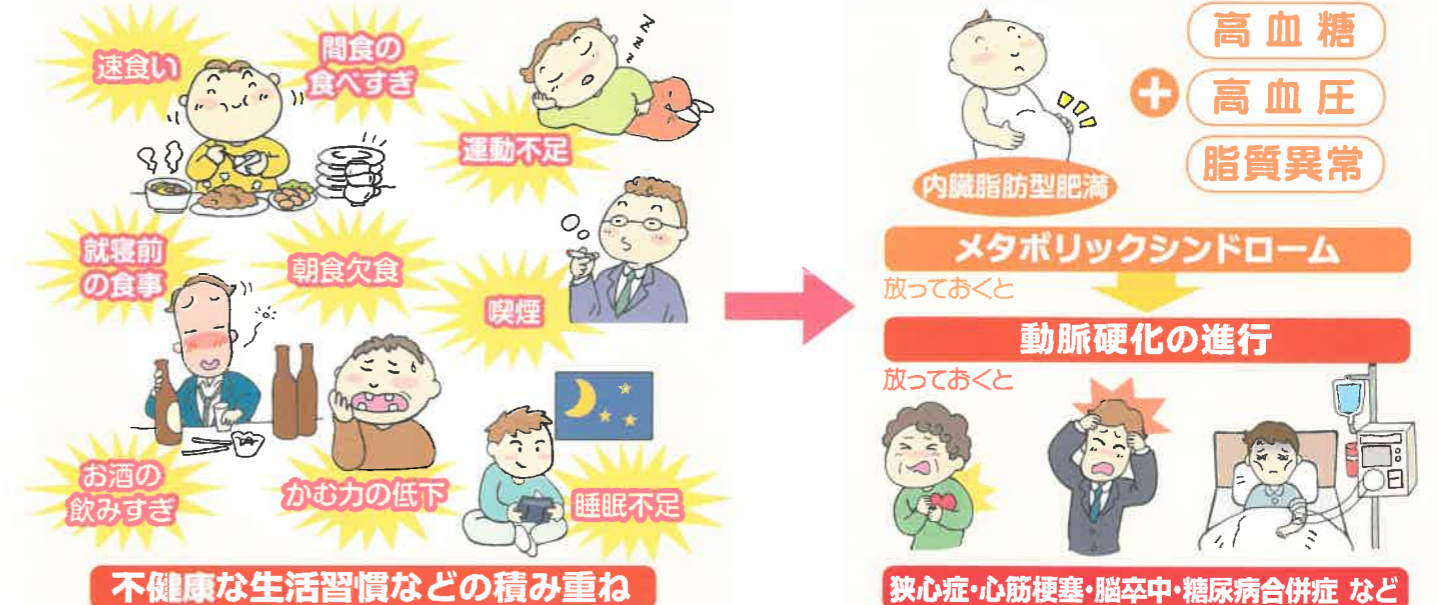 速食い
間食の
食べすぎ
運動不足
就寝前
の食事
朝食欠食
喫煙
お酒の
飲みすぎ
かむ力の低下
睡眠不足
不健康な生活習慣などの積み重ね
内臓脂肪型肥満
+
高血糖
高血圧
脂質異常
メタボリックシンドローム
放っておくと
動脈硬化の進行
放っておくと
狭心症・心筋梗塞・脳卒中・糖尿病合併症 など
zzzz